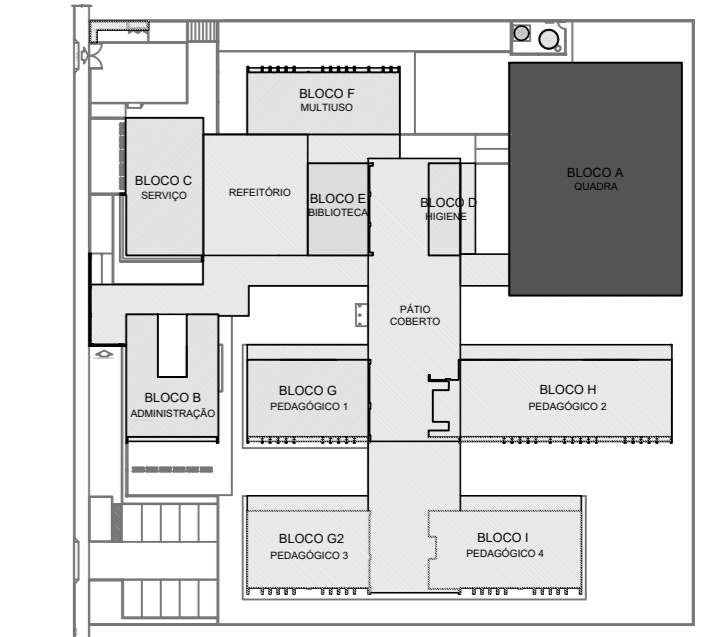 BLOCO F
MULTIUSO
BLOCO A
QUADRA
BLOCO C
SERVIÇO
REFEITÓRIO
BLOCO E
BIBLIOTECA
BLOCO D
HIGIENE
PÁTIO
COBERTO
BLOCO B
ADMINISTRAÇÃO
BLOCO G
PEDAGÓGICO 1
BLOCO H
PEDAGÓGICO 2
BLOCO G2
PEDAGÓGICO 3
BLOCO I
PEDAGÓGICO 4